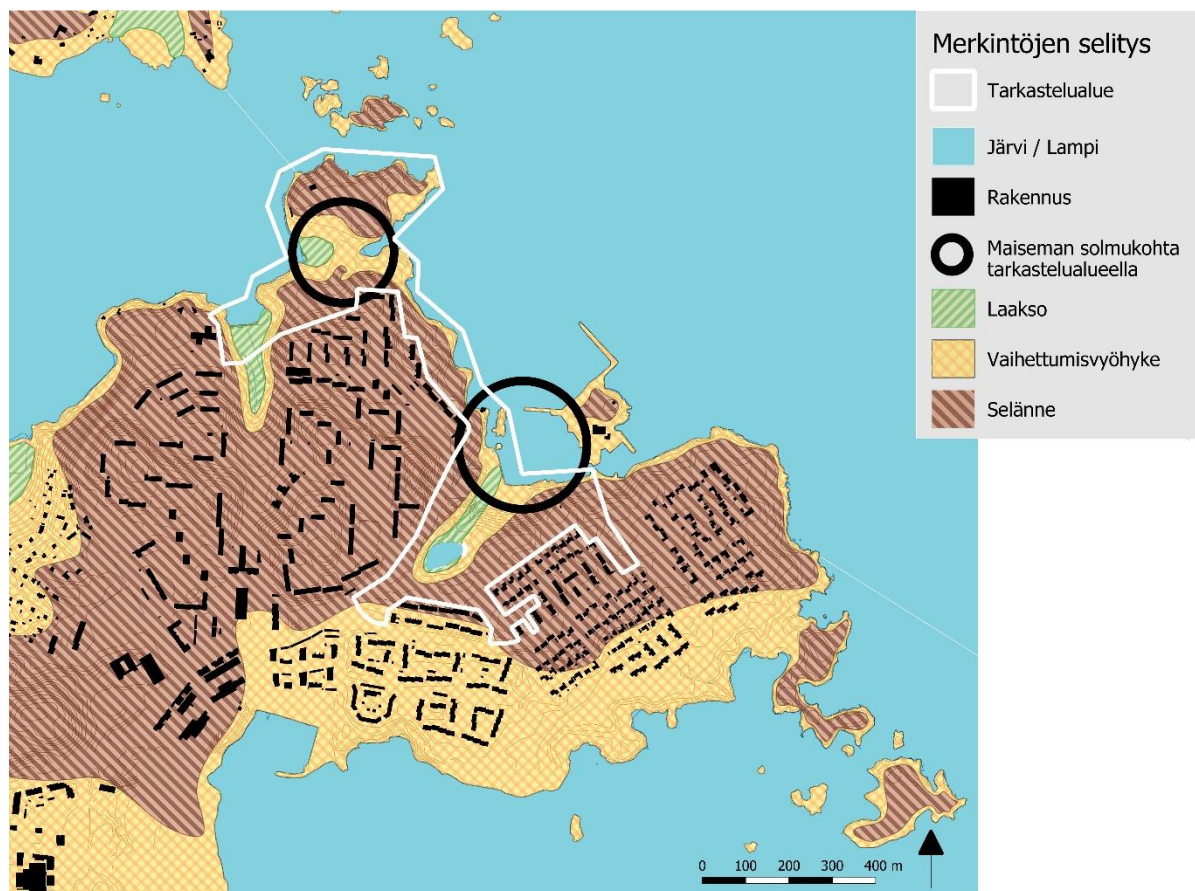 Merkintöjen selitys
Tarkastelualue
Järvi / Lampi
Rakennus
Maiseman solmukohta
tarkastelualueella
Laakso
Vaihettumisvyöhyke
Selänne
0 100 200 300 400 m